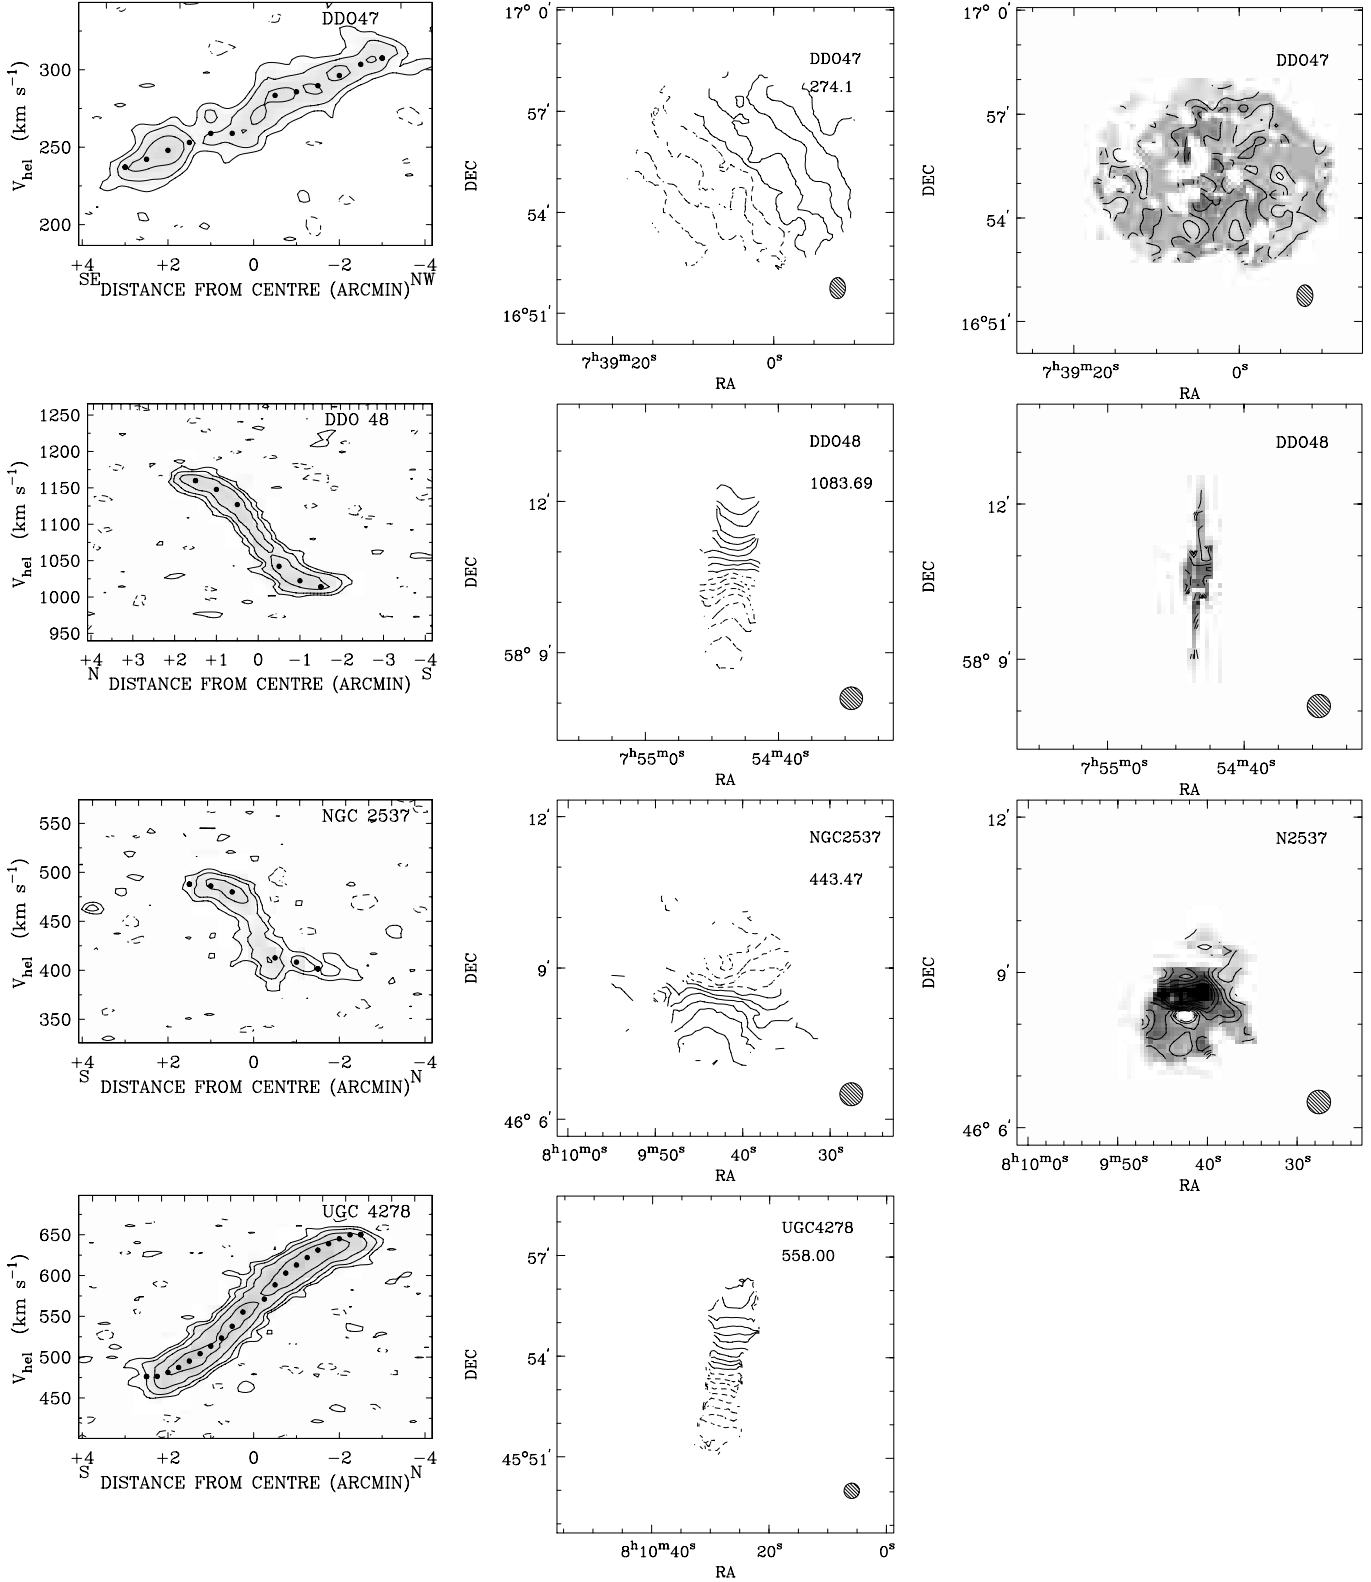 DDO47
300
250
200
V_hel (km s⁻¹)
+4 +2 0 −2 −4
SE DISTANCE FROM CENTRE (ARCMIN) NW
17° 0′
57′
54′
16°51′
DEC
DDO47
274.1
7ʰ39ᵐ20ˢ 0ˢ
RA
17° 0′
57′
54′
16°51′
DEC
DDO47
7ʰ39ᵐ20ˢ 0ˢ
RA
DDO 48
1250
1200
1150
1100
1050
1000
950
V_hel (km s⁻¹)
+4 +3 +2 +1 0 −1 −2 −3 −4
N DISTANCE FROM CENTRE (ARCMIN) S
12′
58° 9′
DEC
DDO48
1083.69
7ʰ55ᵐ0ˢ 54ᵐ40ˢ
RA
12′
58° 9′
DEC
DDO48
7ʰ55ᵐ0ˢ 54ᵐ40ˢ
RA
NGC 2537
550
500
450
400
350
V_hel (km s⁻¹)
+4 +2 0 −2 −4
S DISTANCE FROM CENTRE (ARCMIN) N
12′
9′
46° 6′
DEC
NGC2537
443.47
8ʰ10ᵐ0ˢ 9ᵐ50ˢ 40ˢ 30ˢ
RA
12′
9′
46° 6′
DEC
N2537
8ʰ10ᵐ0ˢ 9ᵐ50ˢ 40ˢ 30ˢ
RA
UGC 4278
650
600
550
500
450
V_hel (km s⁻¹)
+4 +2 0 −2 −4
S DISTANCE FROM CENTRE (ARCMIN) N
57′
54′
45°51′
DEC
UGC4278
558.00
8ʰ10ᵐ40ˢ 20ˢ 0ˢ
RA